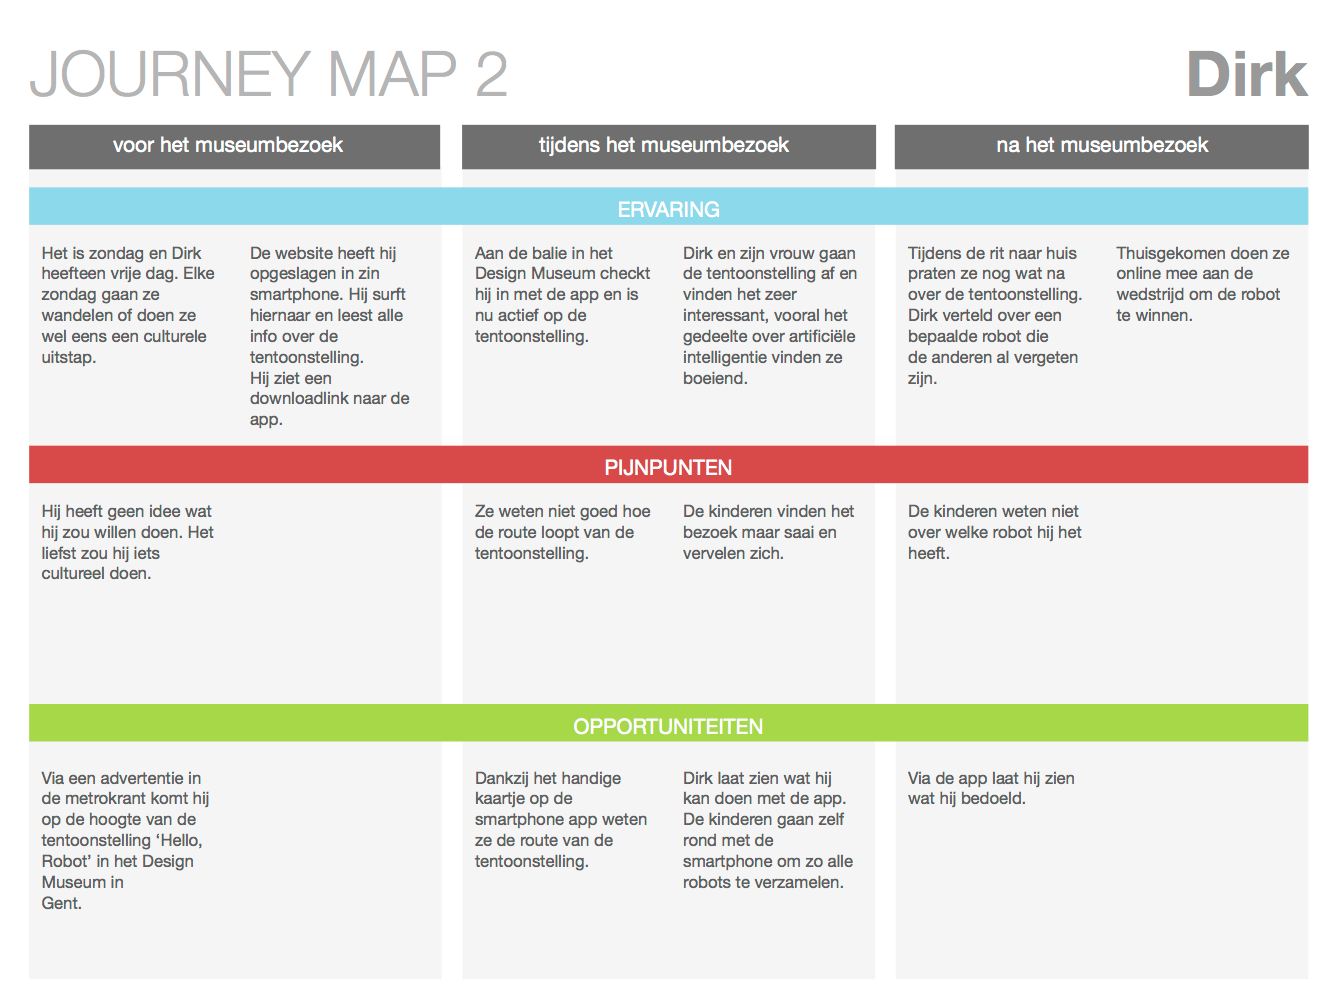 JOURNEY MAP 2
Dirk
voor het museumbezoek
tijdens het museumbezoek
na het museumbezoek
ERVARING
Het is zondag en Dirk
heefteen vrije dag. Elke
zondag gaan ze
wandelen of doen ze
wel eens een culturele
uitstap.
De website heeft hij
opgeslagen in zin
smartphone. Hij surft
hiernaar en leest alle
info over de
tentoonstelling.
Hij ziet een
downloadlink naar de
app.
Aan de balie in het
Design Museum checkt
hij in met de app en is
nu actief op de
tentoonstelling.
Dirk en zijn vrouw gaan
de tentoonstelling af en
vinden het zeer
interessant, vooral het
gedeelte over artificiële
intelligentie vinden ze
boeiend.
Tijdens de rit naar huis
praten ze nog wat na
over de tentoonstelling.
Dirk verteld over een
bepaalde robot die
de anderen al vergeten
zijn.
Thuisgekomen doen ze
online mee aan de
wedstrijd om de robot
te winnen.
PIJNPUNTEN
Hij heeft geen idee wat
hij zou willen doen. Het
liefst zou hij iets
cultureel doen.
Ze weten niet goed hoe
de route loopt van de
tentoonstelling.
De kinderen vinden het
bezoek maar saai en
vervelen zich.
De kinderen weten niet
over welke robot hij het
heeft.
OPPORTUNITEITEN
Via een advertentie in
de metrokrant komt hij
op de hoogte van de
tentoonstelling ‘Hello,
Robot’ in het Design
Museum in
Gent.
Dankzij het handige
kaartje op de
smartphone app weten
ze de route van de
tentoonstelling.
Dirk laat zien wat hij
kan doen met de app.
De kinderen gaan zelf
rond met de
smartphone om zo alle
robots te verzamelen.
Via de app laat hij zien
wat hij bedoeld.